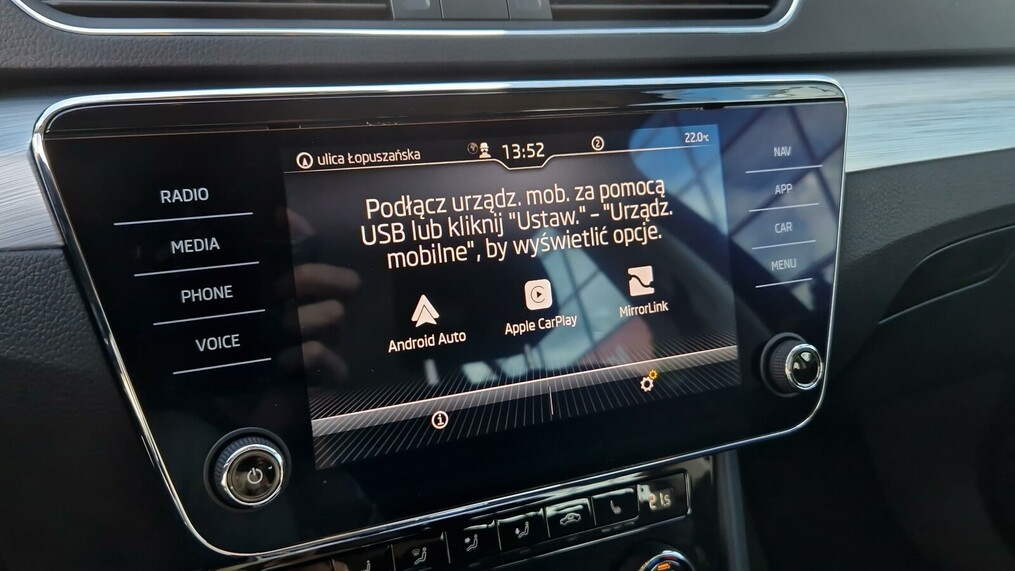 ulica Łopuszańska
13:52
2
22.0°C
RADIO
MEDIA
PHONE
VOICE
Podłącz urządz. mob. za pomocą
USB lub kliknij "Ustaw." – "Urządz.
mobilne", by wyświetlić opcje.
Android Auto
Apple CarPlay
MirrorLink
NAV
APP
CAR
MENU